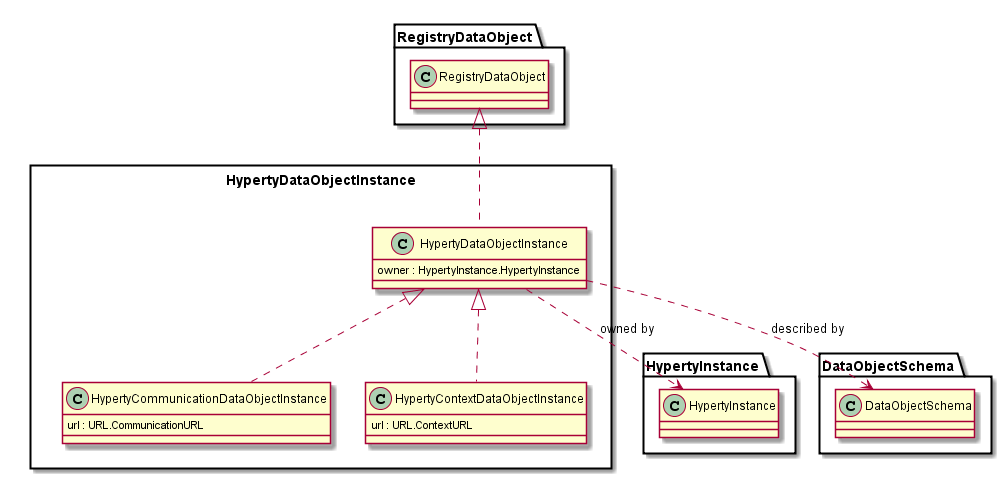 RegistryDataObject
C RegistryDataObject
HypertyDataObjectInstance
C HypertyDataObjectInstance
owner : HypertyInstance.HypertyInstance
owned by
described by
HypertyInstance
DataObjectSchema
C HypertyCommunicationDataObjectInstance
url : URL.CommunicationURL
C HypertyContextDataObjectInstance
url : URL.ContextURL
C HypertyInstance
C DataObjectSchema